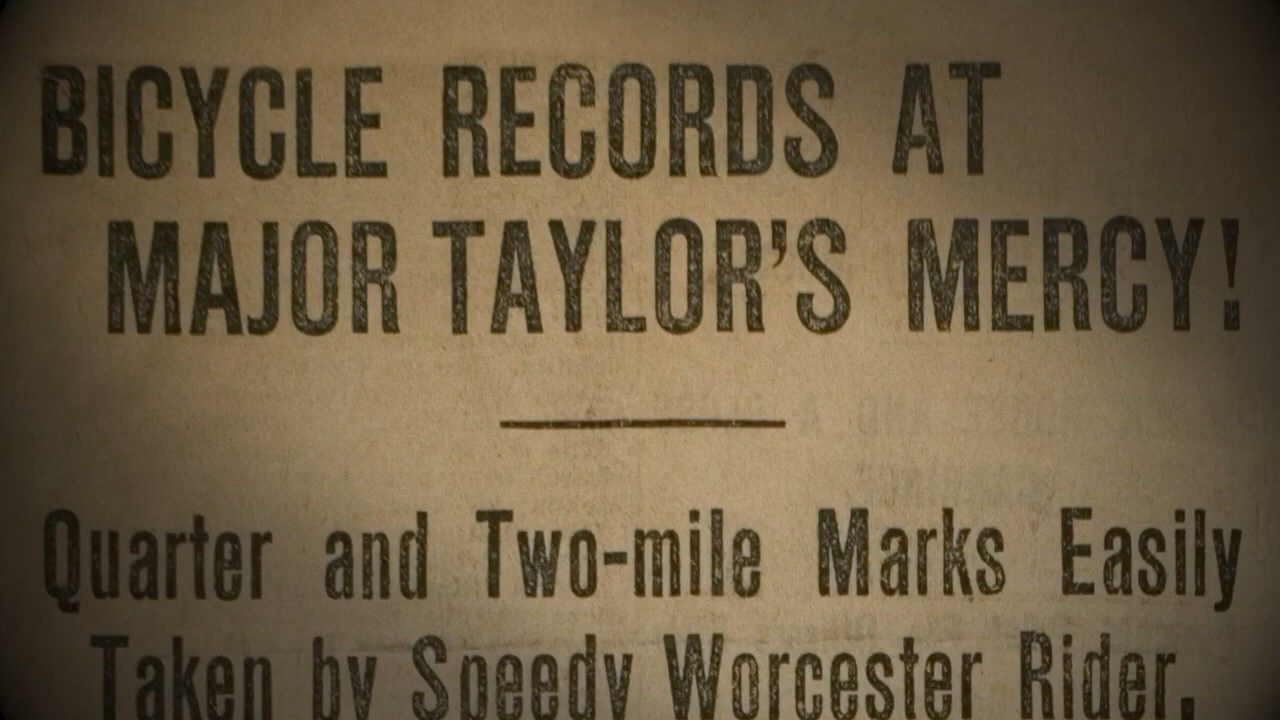 BICYCLE RECORDS AT
MAJOR TAYLOR'S MERCY!
Quarter and Two-mile Marks Easily
Taken by Speedy Worcester Rider.